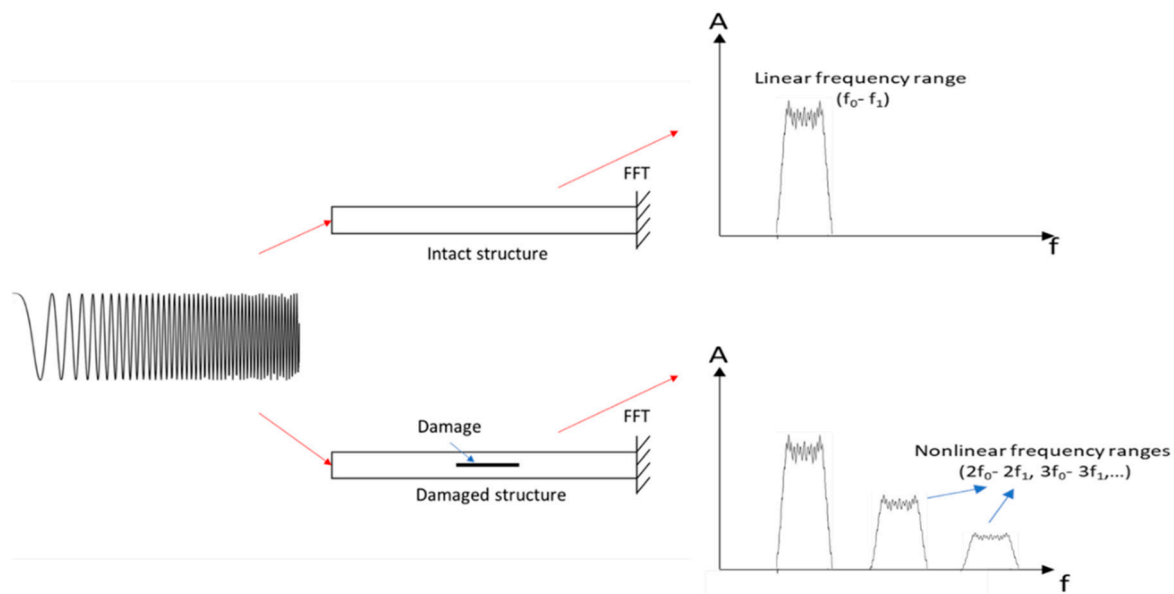 A
Linear frequency range
(f₀- f₁)
FFT
Intact structure
f
A
FFT
Damage
Damaged structure
Nonlinear frequency ranges
(2f₀- 2f₁, 3f₀- 3f₁,...)
f